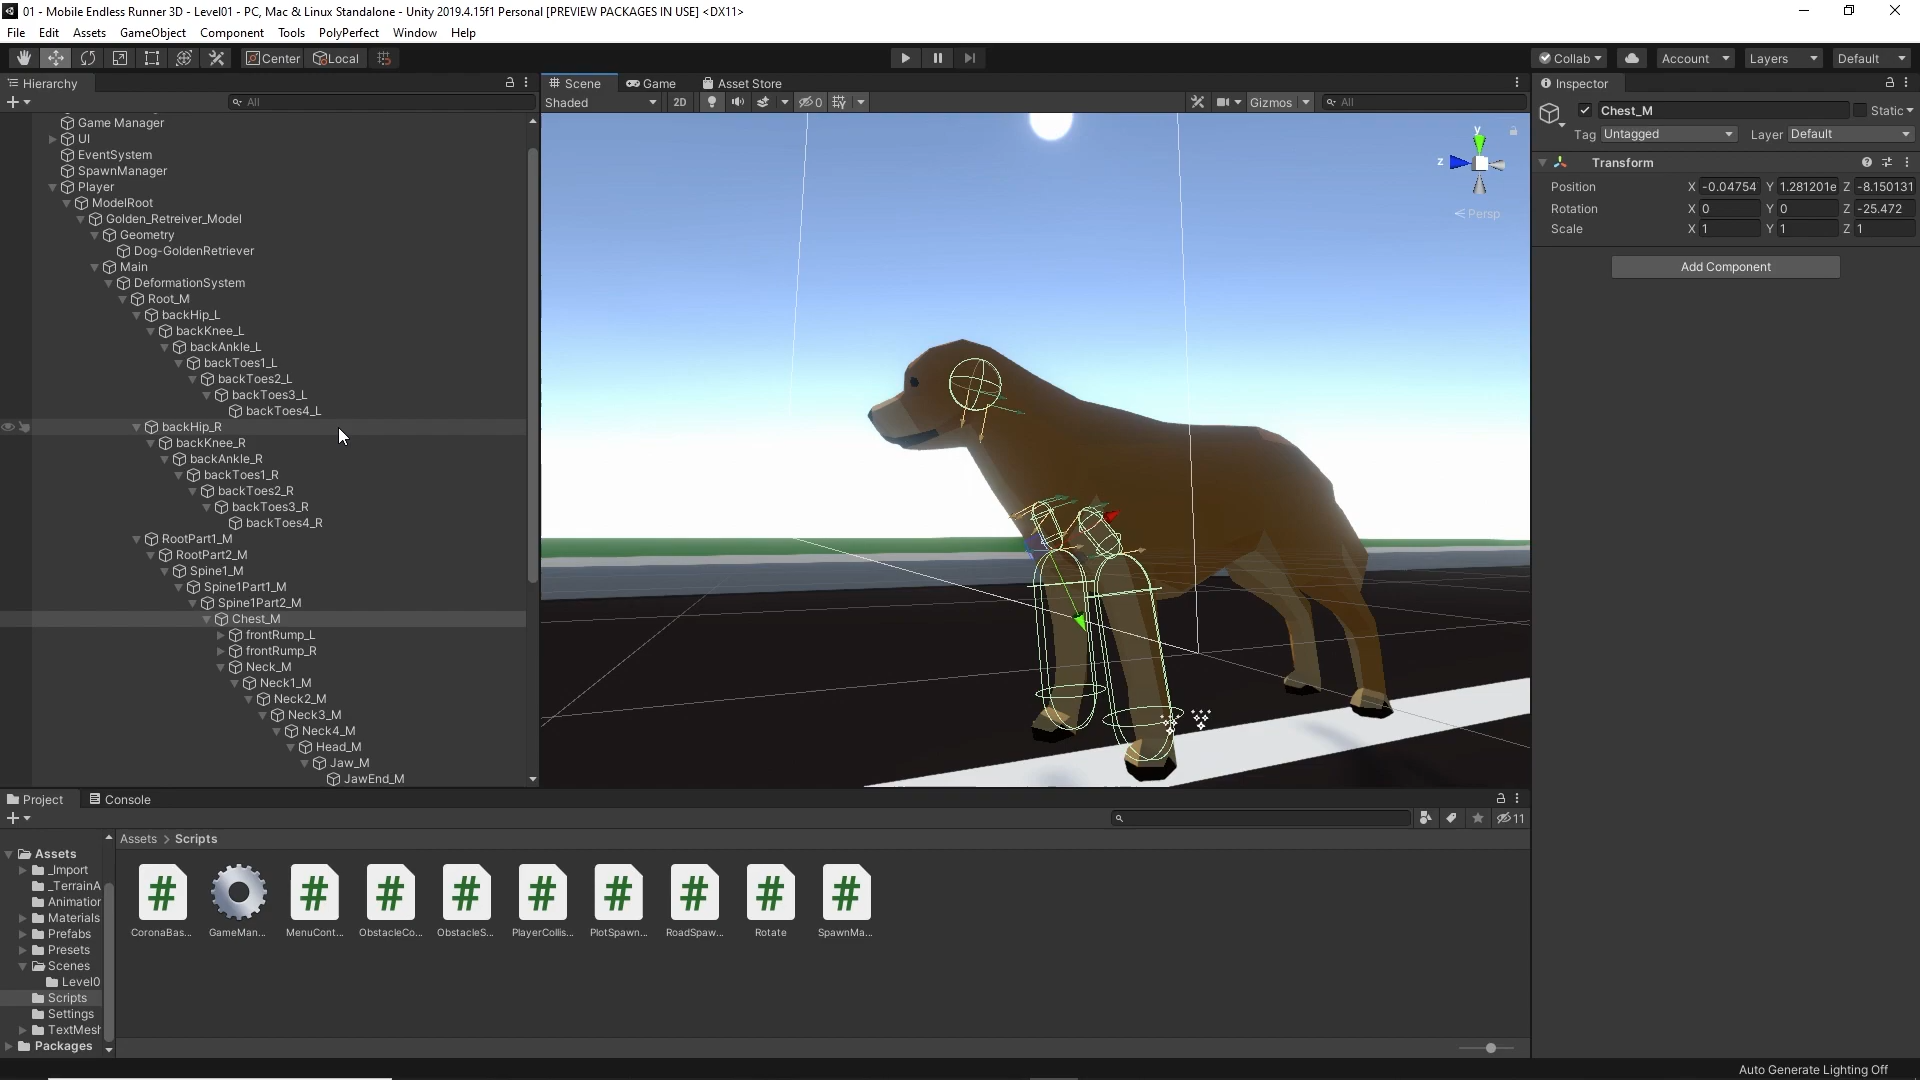 01 - Mobile Endless Runner 3D - Level01 - PC, Mac & Linux Standalone - Unity 2019.4.15f1 Personal [PREVIEW PACKAGES IN USE] <DX11>
File Edit Assets GameObject Component Tools PolyPerfect Window Help
Center Local Collab Account Layers Default
Hierarchy
All
Game Manager
UI
EventSystem
SpawnManager
Player
ModelRoot
Golden_Retreiver_Model
Geometry
Dog-GoldenRetriever
Main
DeformationSystem
Root_M
backHip_L
backKnee_L
backAnkle_L
backToes1_L
backToes2_L
backToes3_L
backToes4_L
backHip_R
backKnee_R
backAnkle_R
backToes1_R
backToes2_R
backToes3_R
backToes4_R
RootPart1_M
RootPart2_M
Spine1_M
Spine1Part1_M
Spine1Part2_M
Chest_M
frontRump_L
frontRump_R
Neck_M
Neck1_M
Neck2_M
Neck3_M
Neck4_M
Head_M
Jaw_M
JawEnd_M
Scene Game Asset Store
Shaded 2D 0 Gizmos All
y
z
Persp
Inspector
Chest_M Static
Tag Untagged Layer Default
Transform
Position X -0.04754 Y 1.281201e Z -8.150131
Rotation X 0 Y 0 Z -25.472
Scale X 1 Y 1 Z 1
Add Component
Project Console
11
Assets
_Import
_TerrainA
Animation
Materials
Prefabs
Presets
Scenes
Level0
Scripts
Settings
TextMesh
Packages
Assets > Scripts
CoronaBas... GameMan... MenuCont... ObstacleCo... ObstacleS... PlayerCollis... PlotSpawn... RoadSpaw... Rotate SpawnMa...
Auto Generate Lighting Off